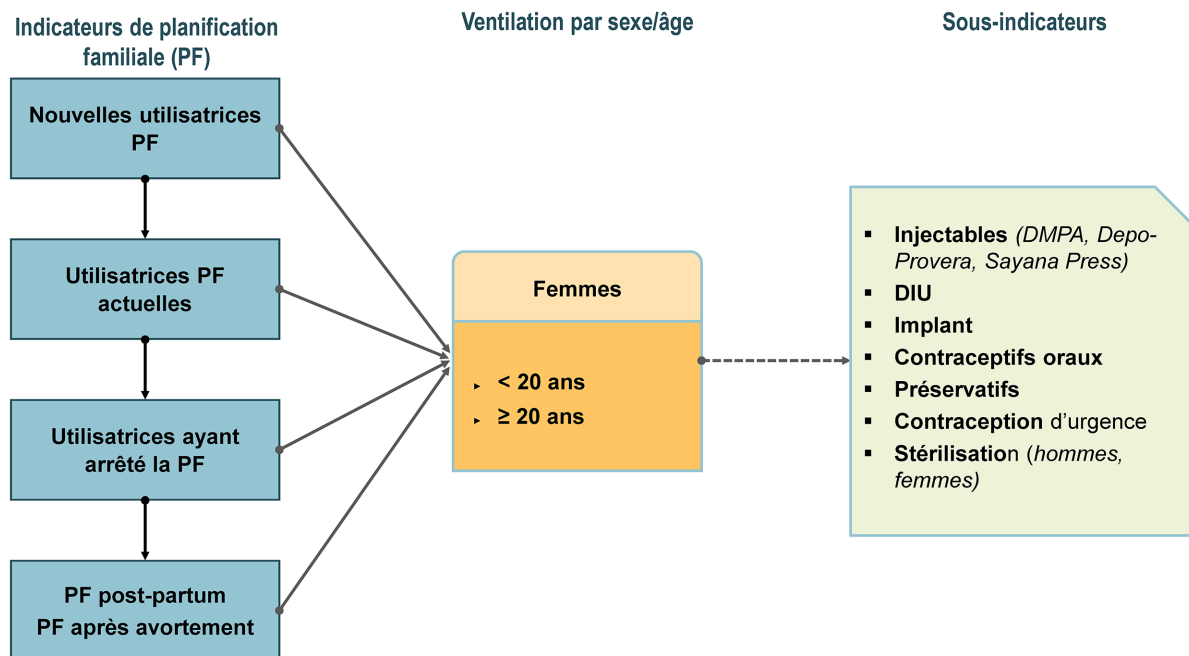 Indicateurs de planification
familiale (PF)
Nouvelles utilisatrices
PF
Utilisatrices PF
actuelles
Utilisatrices ayant
arrêté la PF
PF post-partum
PF après avortement
Ventilation par sexe/âge
Femmes
< 20 ans
≥ 20 ans
Sous-indicateurs
Injectables (DMPA, Depo-
Provera, Sayana Press)
DIU
Implant
Contraceptifs oraux
Préservatifs
Contraception d’urgence
Stérilisation (hommes,
femmes)